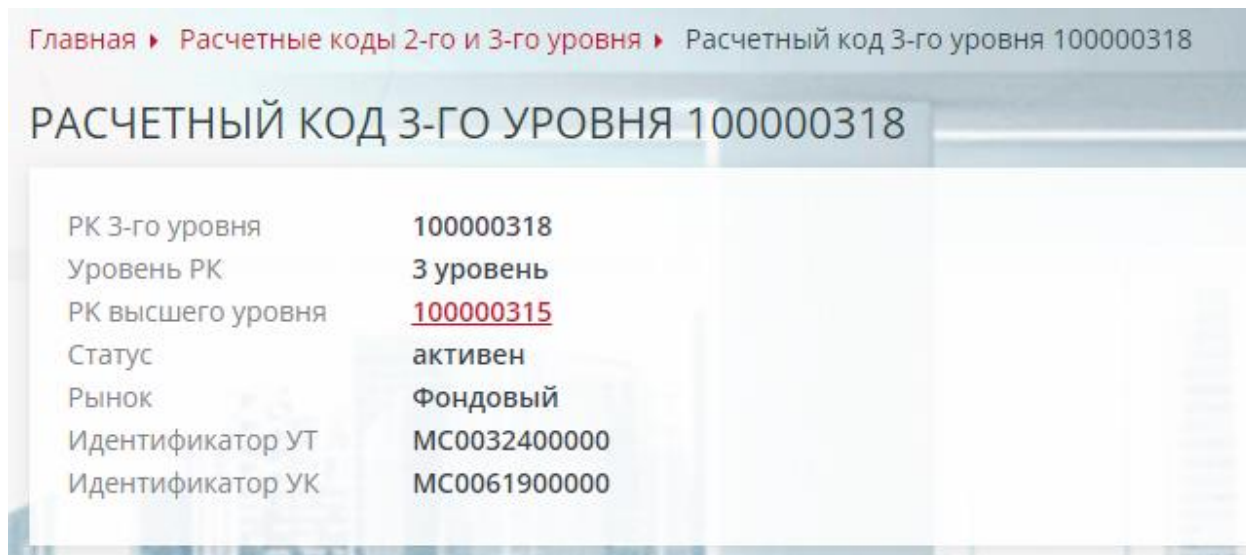 Главная Расчетные коды 2-го и 3-го уровня Расчетный код 3-го уровня 100000318
РАСЧЕТНЫЙ КОД 3-ГО УРОВНЯ 100000318
РК 3-го уровня 100000318
Уровень РК 3 уровень
РК высшего уровня 100000315
Статус активен
Рынок Фондовый
Идентификатор УТ MC0032400000
Идентификатор УК MC0061900000